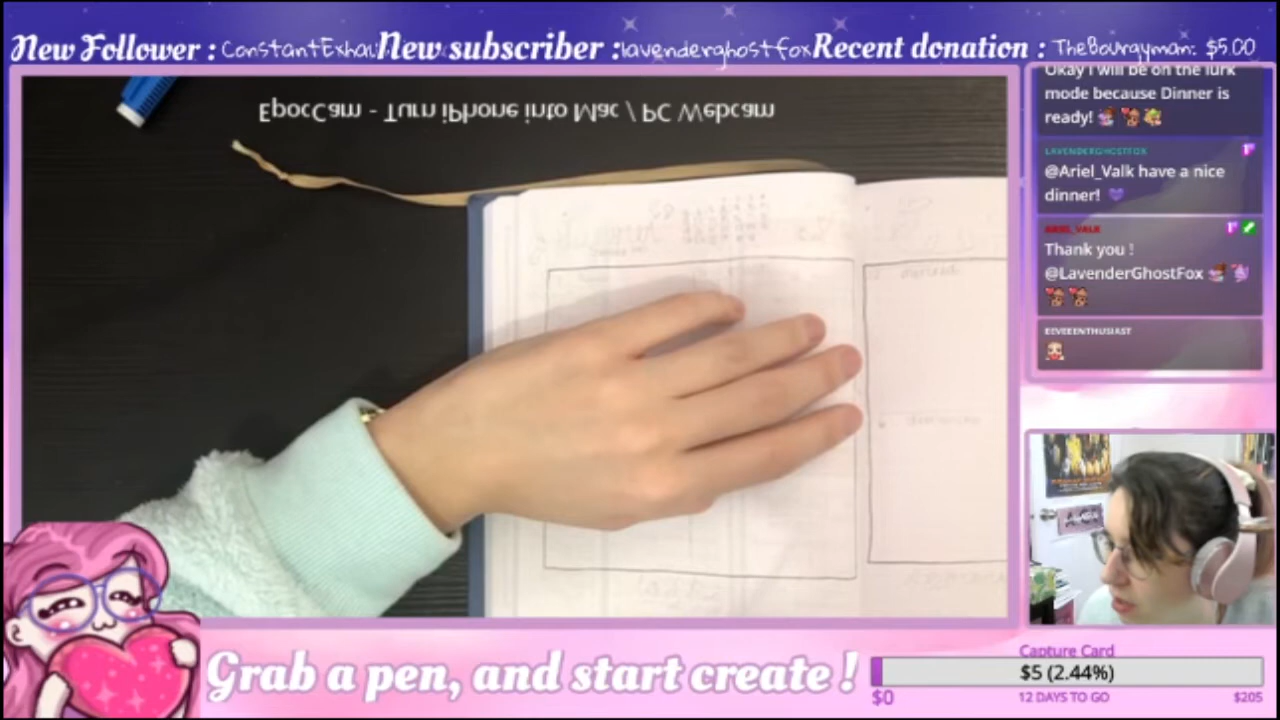 New Follower : ConstantExhau
New subscriber :lavenderghostfox
Recent donation : TheBourgyman: $5.00
EpocCam - Turn iPhone into Mac / PC Webcam
Okay I will be on the lurk
mode because Dinner is
ready!
LAVENDERGHOSTFOX
@Ariel_Valk have a nice
dinner!
ARIEL_VALK
Thank you !
@LavenderGhostFox
EEVEEENTHUSIAST
Grab a pen, and start create !
Capture Card
$5 (2.44%)
$0
12 DAYS TO GO
$205